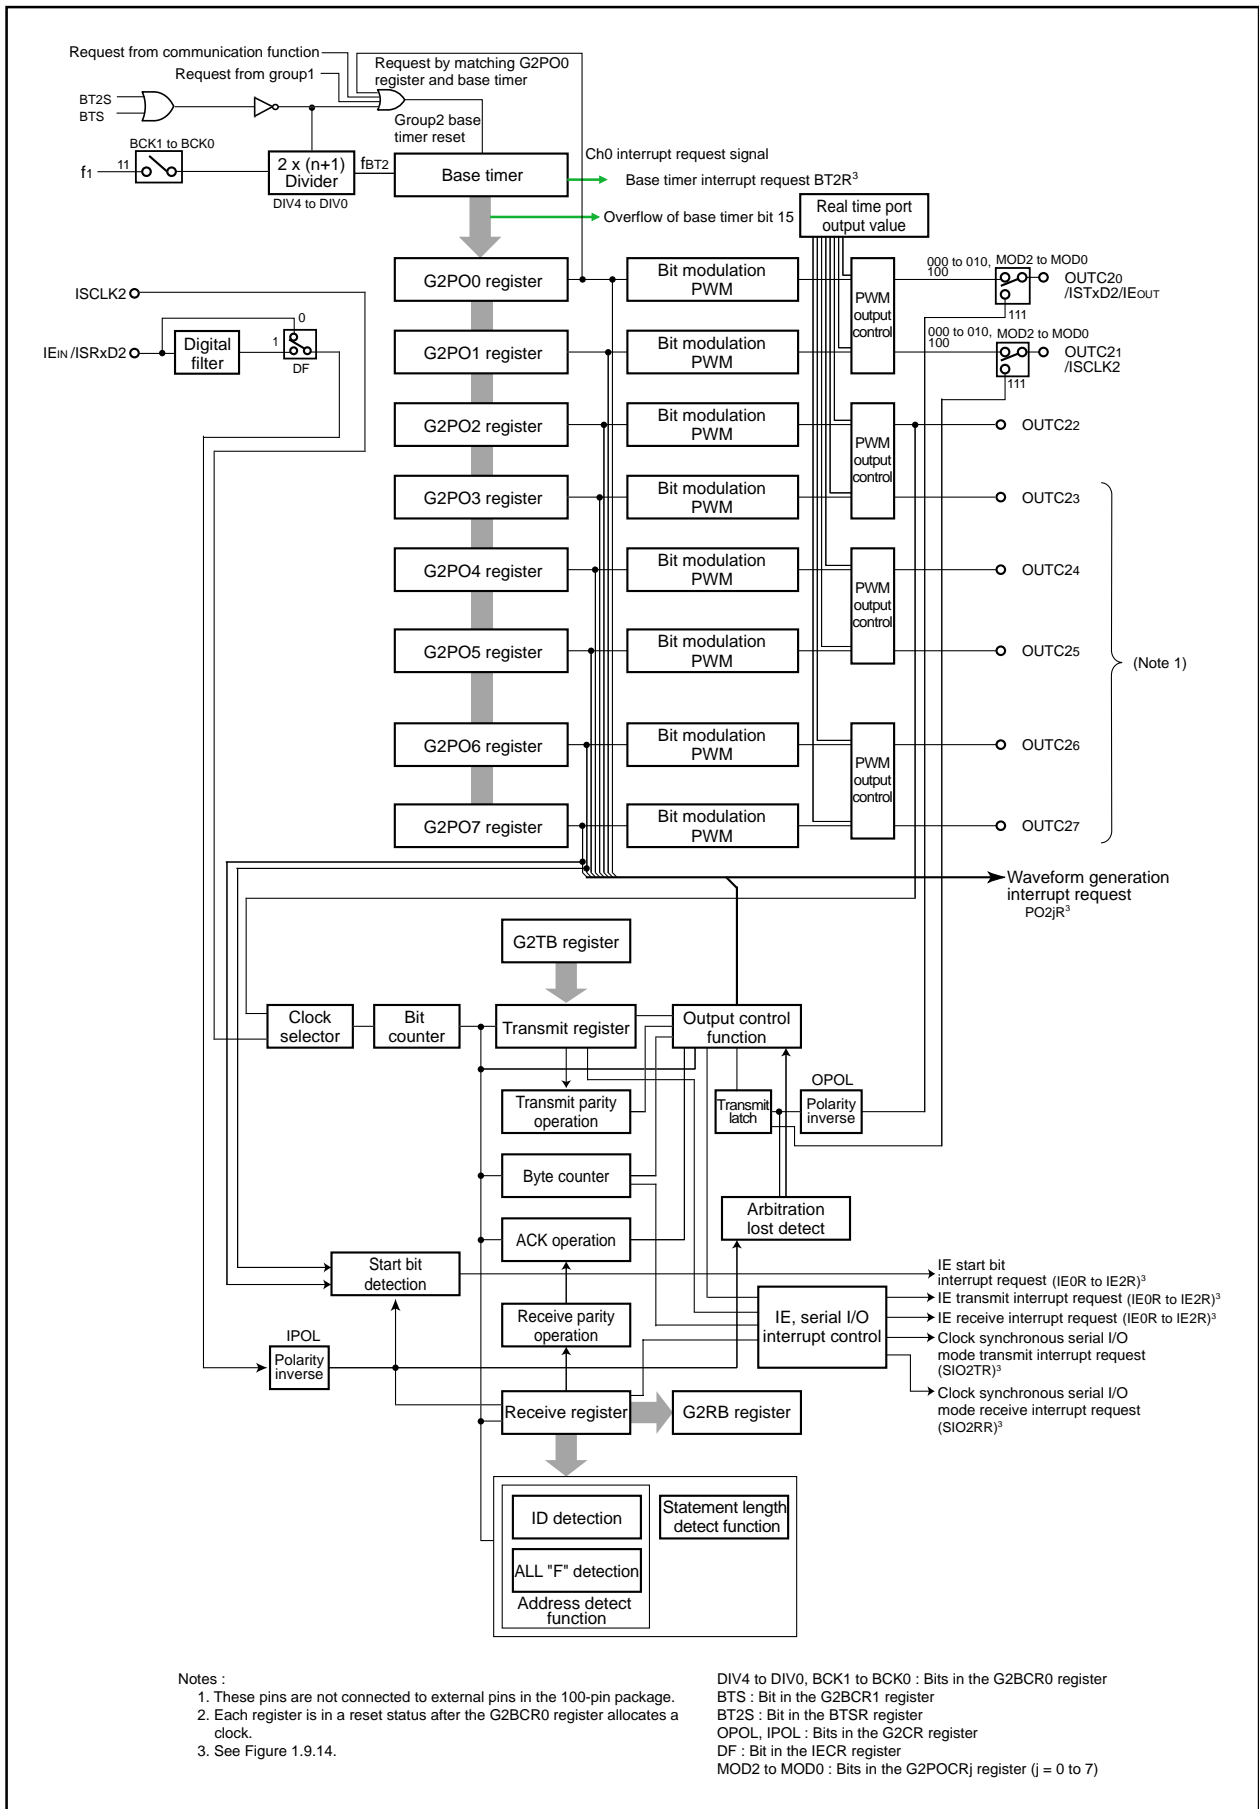 Request from communication function
Request from group1
Request by matching G2PO0
register and base timer
BT2S
BTS
Group2 base
timer reset
BCK1 to BCK0
f1
11
2 x (n+1)
Divider
fBT2
DIV4 to DIV0
Base timer
Ch0 interrupt request signal
Base timer interrupt request BT2R3
Overflow of base timer bit 15
Real time port
output value
G2PO0 register
Bit modulation
PWM
PWM
output
control
000 to 010,
100
MOD2 to MOD0
111
OUTC20
/ISTxD2/IEOUT
ISCLK2
IEIN/ISRxD2
Digital
filter
0
1
DF
G2PO1 register
Bit modulation
PWM
000 to 010,
100
MOD2 to MOD0
111
OUTC21
/ISCLK2
G2PO2 register
Bit modulation
PWM
PWM
output
control
OUTC22
G2PO3 register
Bit modulation
PWM
OUTC23
G2PO4 register
Bit modulation
PWM
PWM
output
control
OUTC24
G2PO5 register
Bit modulation
PWM
OUTC25
(Note 1)
G2PO6 register
Bit modulation
PWM
PWM
output
control
OUTC26
G2PO7 register
Bit modulation
PWM
OUTC27
Waveform generation
interrupt request
PO2jR3
G2TB register
Clock
selector
Bit
counter
Transmit register
Output control
function
Transmit parity
operation
Transmit
latch
OPOL
Polarity
inverse
Byte counter
Arbitration
lost detect
ACK operation
Start bit
detection
IE start bit
interrupt request (IE0R to IE2R)3
IE transmit interrupt request (IE0R to IE2R)3
IE receive interrupt request (IE0R to IE2R)3
Clock synchronous serial I/O
mode transmit interrupt request
(SIO2TR)3
Clock synchronous serial I/O
mode receive interrupt request
(SIO2RR)3
IE, serial I/O
interrupt control
Receive parity
operation
IPOL
Polarity
inverse
Receive register
G2RB register
ID detection
ALL "F" detection
Address detect
function
Statement length
detect function
Notes :
1. These pins are not connected to external pins in the 100-pin package.
2. Each register is in a reset status after the G2BCR0 register allocates a
clock.
3. See Figure 1.9.14.
DIV4 to DIV0, BCK1 to BCK0 : Bits in the G2BCR0 register
BTS : Bit in the G2BCR1 register
BT2S : Bit in the BTSR register
OPOL, IPOL : Bits in the G2CR register
DF : Bit in the IECR register
MOD2 to MOD0 : Bits in the G2POCRj register (j = 0 to 7)